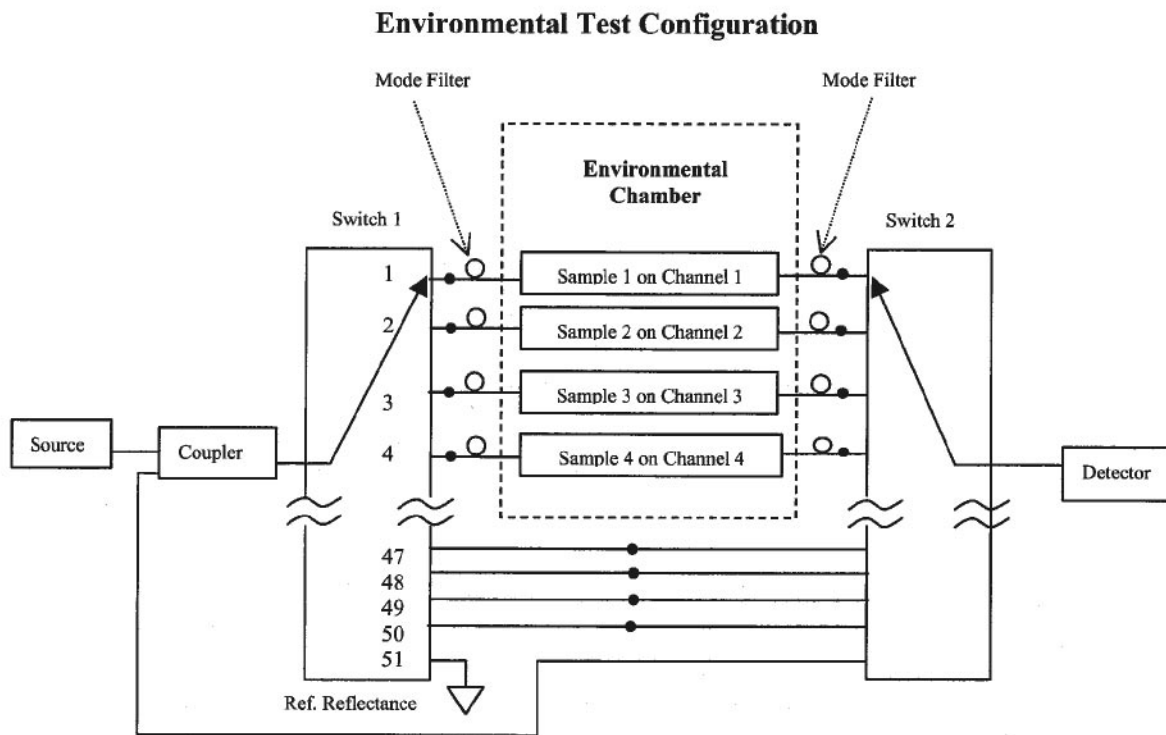 Environmental Test Configuration
Mode Filter
Mode Filter
Environmental
Chamber
Switch 1
Switch 2
1
Sample 1 on Channel 1
2
Sample 2 on Channel 2
3
Sample 3 on Channel 3
4
Sample 4 on Channel 4
Source
Coupler
Detector
47
48
49
50
51
Ref. Reflectance